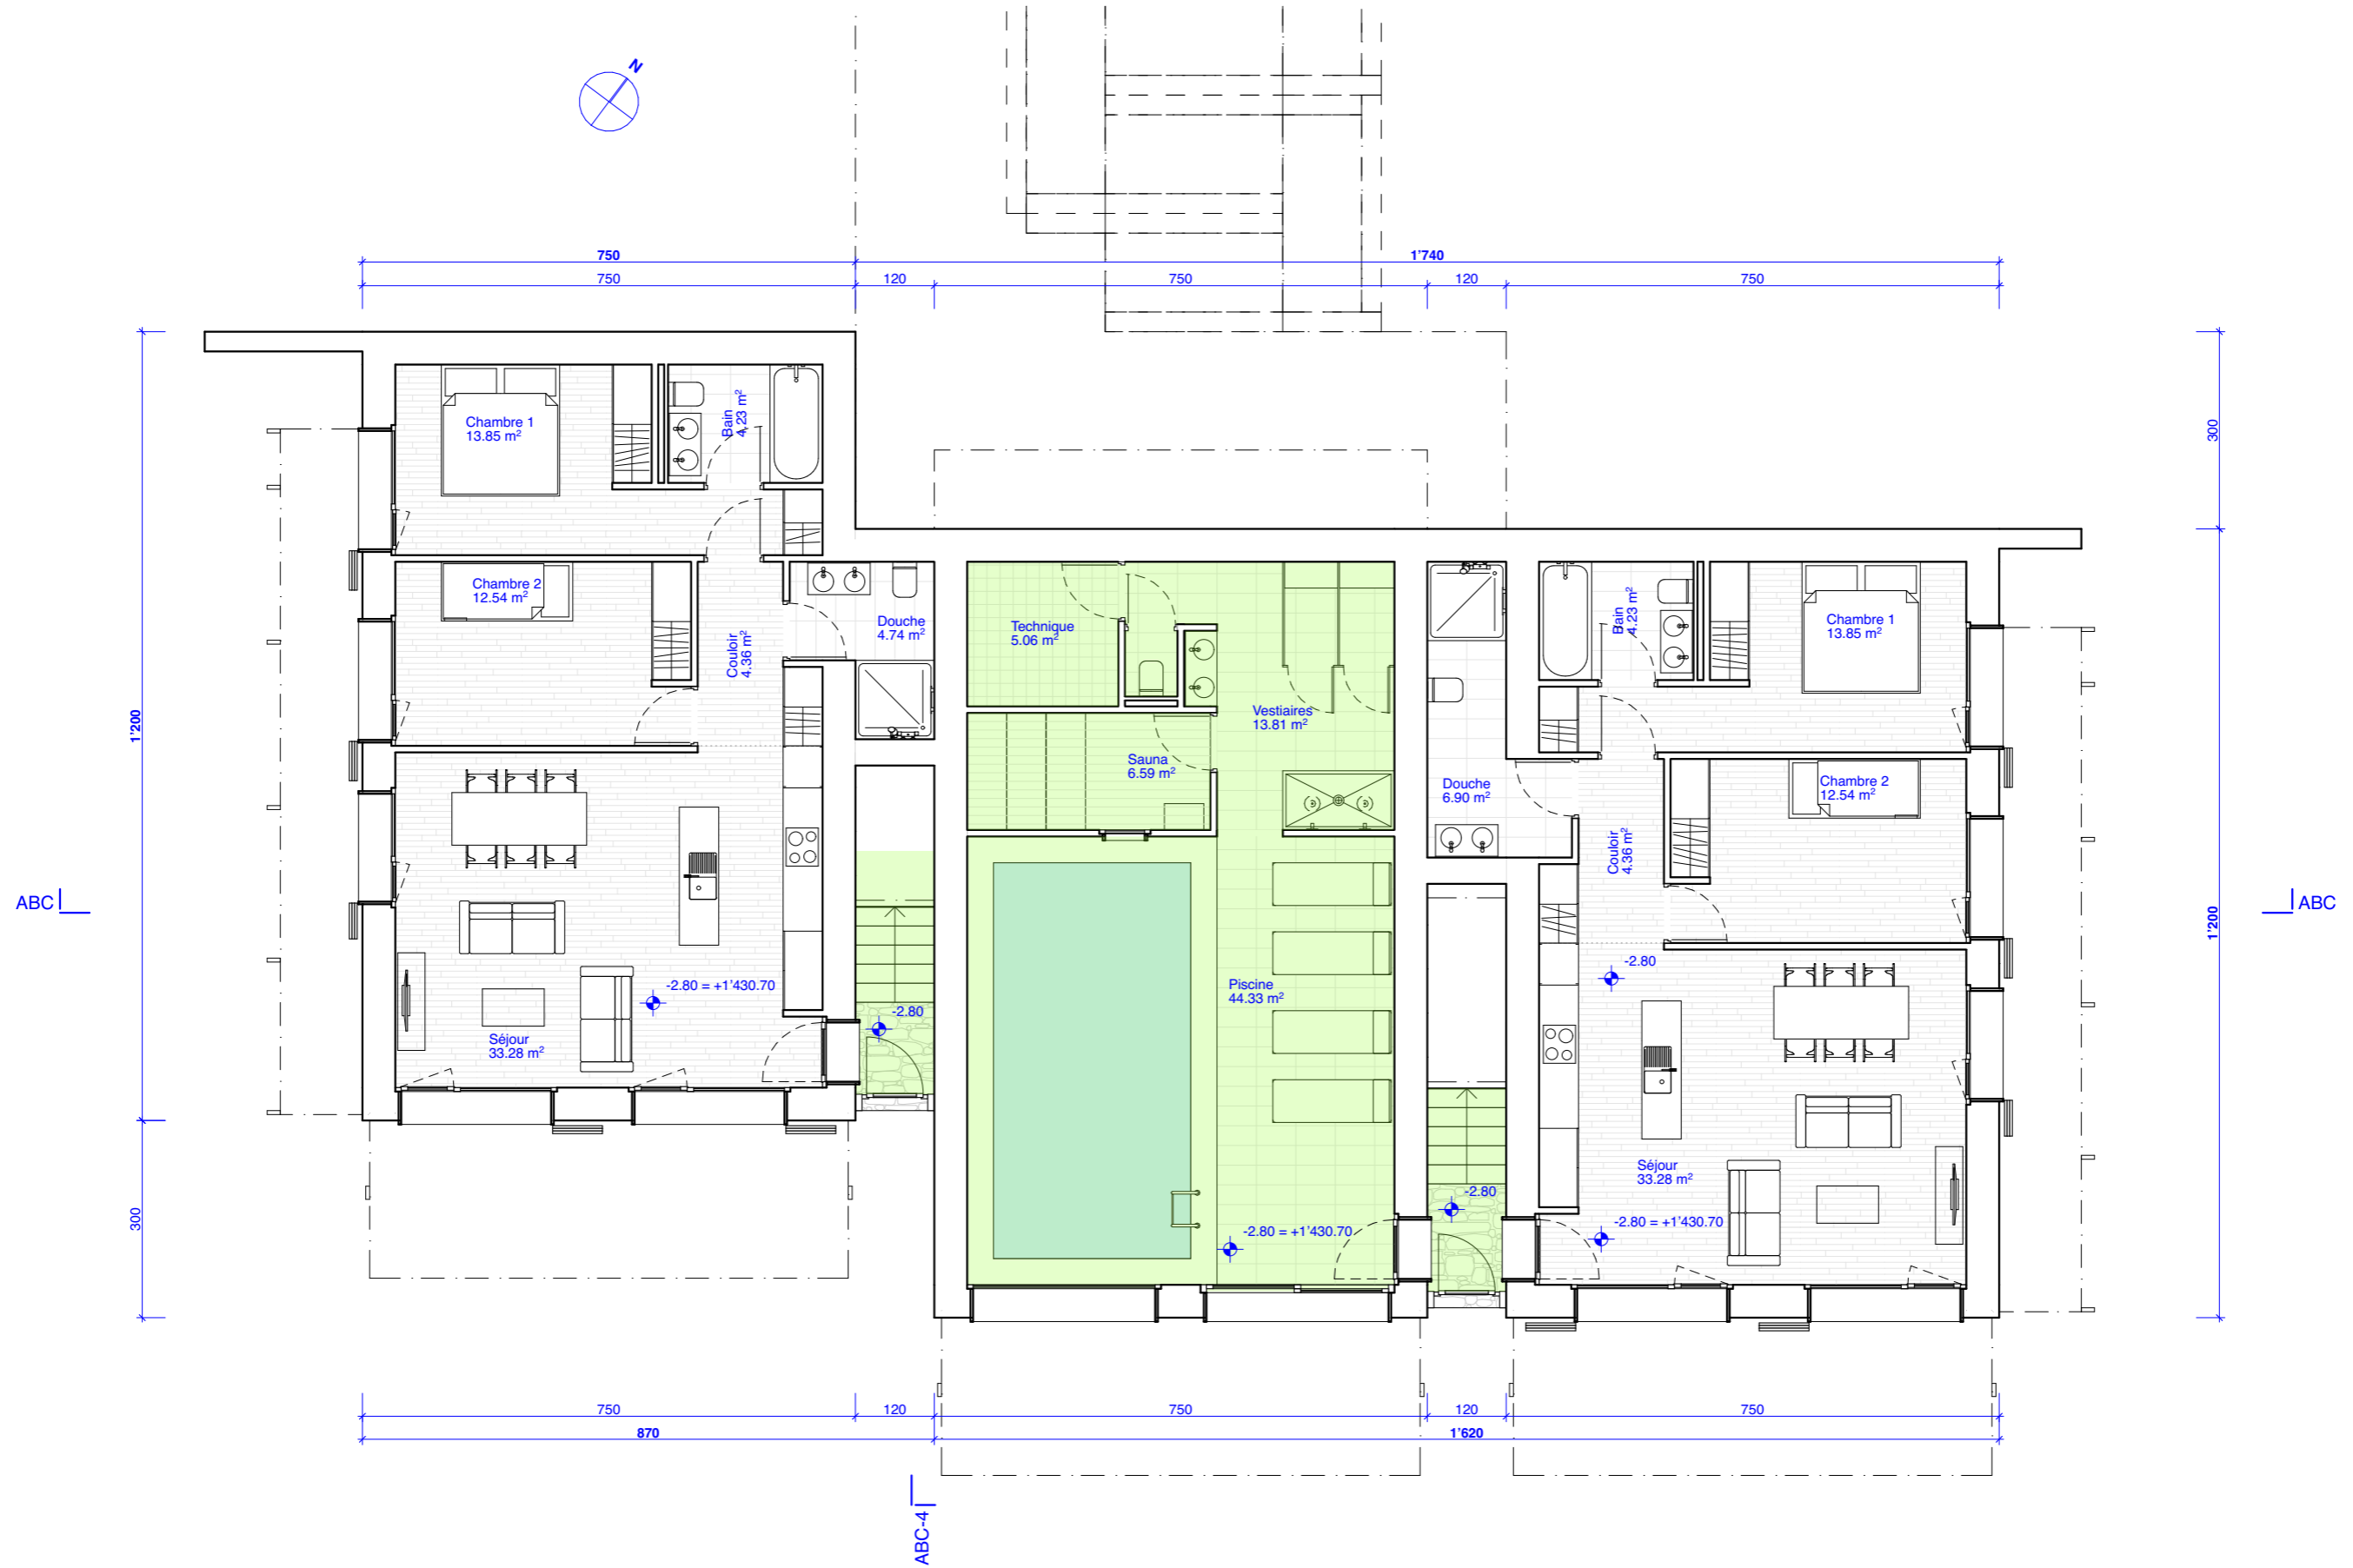 N
750
1'740
750
120
750
120
750
300
1'200
1'200
300
Chambre 1
13.85 m²
Bain
4.23 m²
Chambre 2
12.54 m²
Couloir
4.36 m²
Douche
4.74 m²
Technique
5.06 m²
Vestiaires
13.81 m²
Sauna
6.59 m²
Bain
4.23 m²
Chambre 1
13.85 m²
Douche
6.90 m²
Couloir
4.36 m²
Chambre 2
12.54 m²
ABC
ABC
-2.80 = +1'430.70
-2.80
Séjour
33.28 m²
Piscine
44.33 m²
-2.80
-2.80
Séjour
33.28 m²
-2.80 = +1'430.70
-2.80 = +1'430.70
750
120
750
120
750
870
1'620
ABC-4